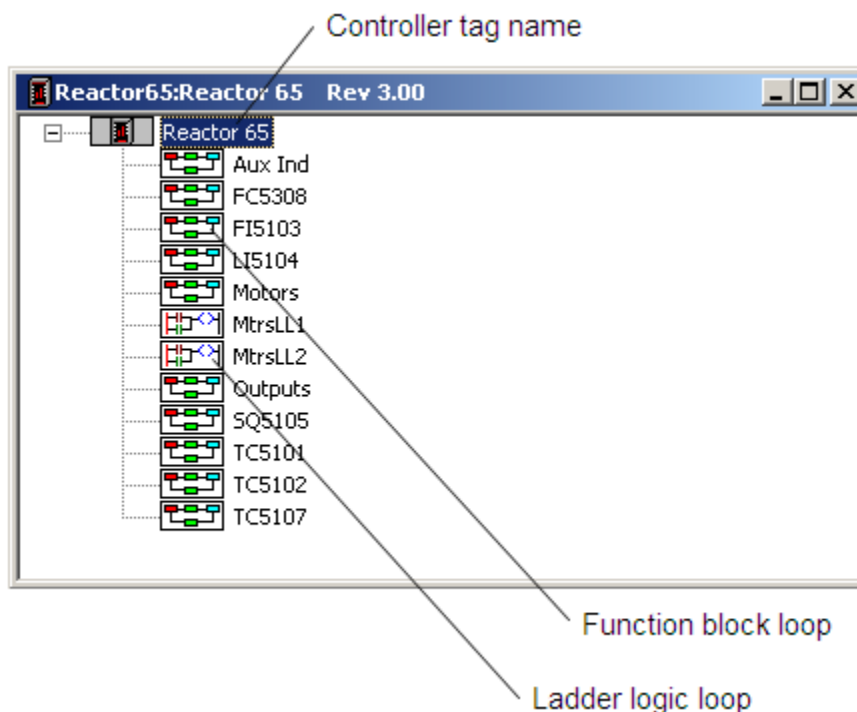 Controller tag name
Reactor65:Reactor 65 Rev 3.00
Reactor 65
Aux Ind
FC5308
FI5103
LI5104
Motors
MtrsLL1
MtrsLL2
Outputs
SQ5105
TC5101
TC5102
TC5107
Function block loop
Ladder logic loop